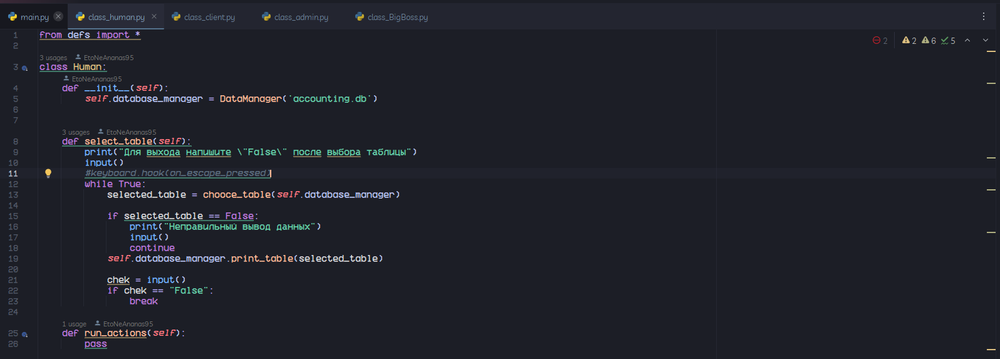 main.py class_human.py class_client.py class_admin.py class_BigBoss.py
2 2 6 5
1 from defs import *
2
3 usages EtoNeAnanas95
3 class Human:
EtoNeAnanas95
4 def __init__(self):
5 self.database_manager = DataManager('accounting.db')
6
7
3 usages EtoNeAnanas95
8 def select_table(self):
9 print("Для выхода напишите \"False\" после выбора таблицы")
10 input()
11 #keyboard.hook(on_escape_pressed)
12 while True:
13 selected_table = chooce_table(self.database_manager)
14
15 if selected_table == False:
16 print("Неправильный вывод данных")
17 input()
18 continue
19 self.database_manager.print_table(selected_table)
20
21 chek = input()
22 if chek == "False":
23 break
24
1 usage EtoNeAnanas95
25 def run_actions(self):
26 pass